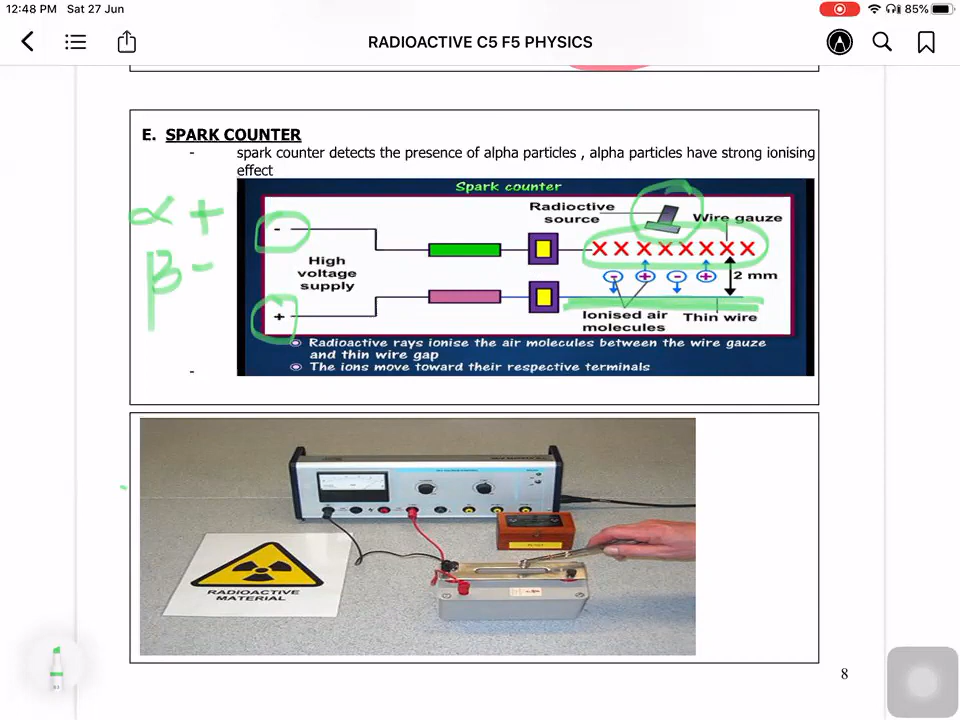 12:48 PM Sat 27 Jun
85%
RADIOACTIVE C5 F5 PHYSICS
E. SPARK COUNTER
- spark counter detects the presence of alpha particles , alpha particles have strong ionising
effect
Spark counter
Radioctive
source
Wire gauze
-
High
voltage
supply
+
X X X X X X X X
- + - +
2 mm
Ionised air
molecules
Thin wire
Radioactive rays ionise the air molecules between the wire gauze
and thin wire gap
The ions move toward their respective terminals
-
α +
β -
RADIOACTIVE
MATERIAL
8